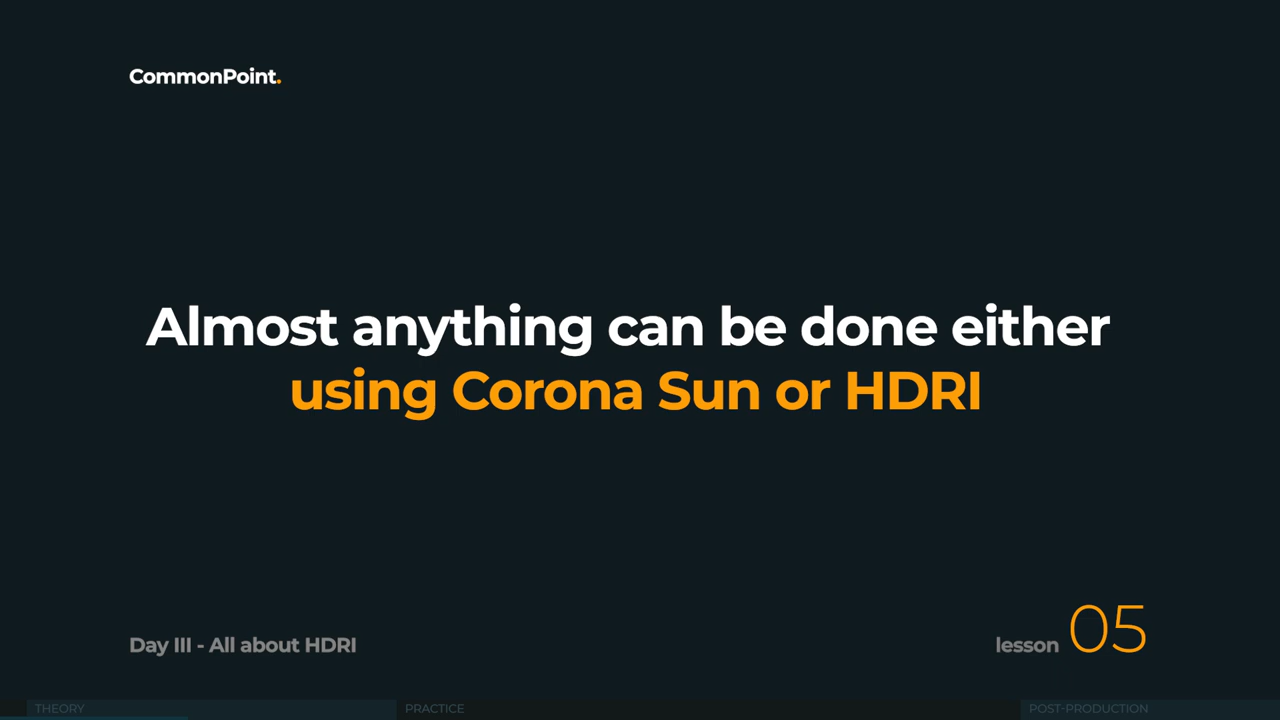 CommonPoint.
Almost anything can be done either
using Corona Sun or HDRI
Day III - All about HDRI
lesson 05
THEORY
PRACTICE
POST-PRODUCTION